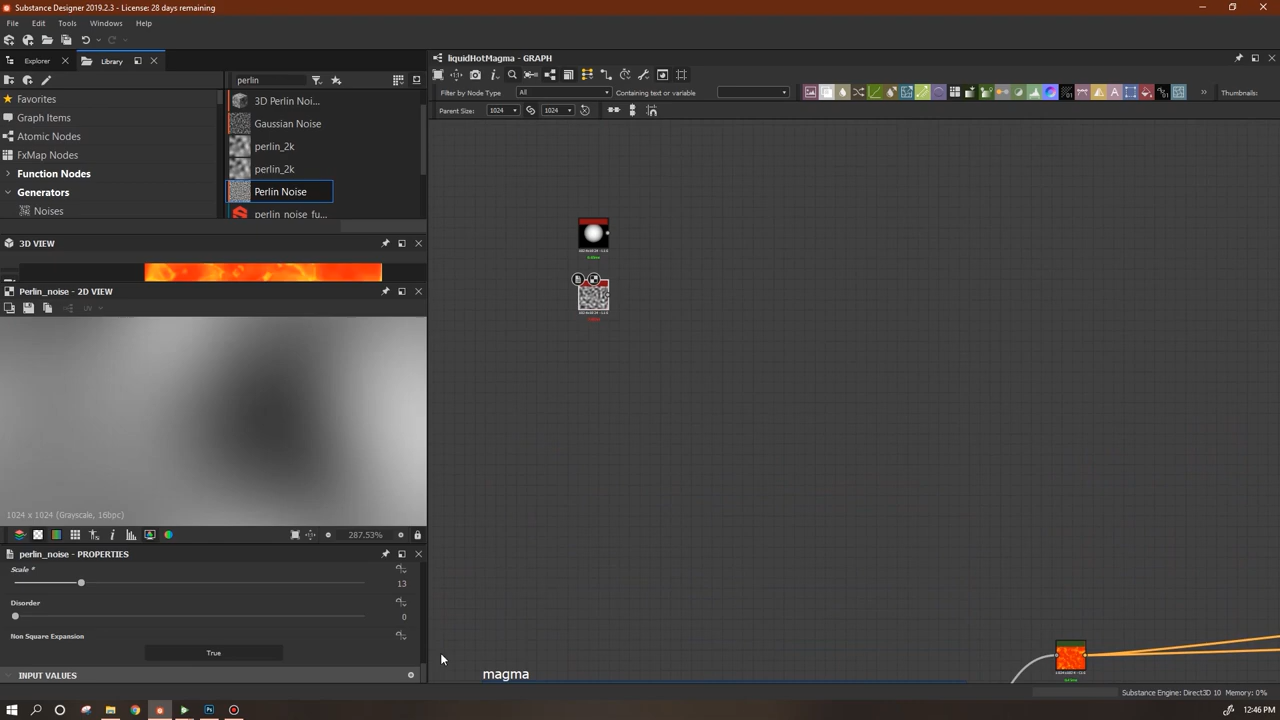 Substance Designer 2019.2.3 - License: 28 days remaining
File Edit Tools Windows Help
Explorer Library
perlin
Favorites
Graph Items
Atomic Nodes
FxMap Nodes
Function Nodes
Generators
Noises
3D Perlin Noi...
Gaussian Noise
perlin_2k
perlin_2k
Perlin Noise
perlin_noise_fu...
3D VIEW
Perlin_noise - 2D VIEW
UV
1024 x 1024 (Grayscale, 16bpc)
287.53%
perlin_noise - PROPERTIES
Scale *
13
Disorder
0
Non Square Expansion
True
INPUT VALUES
liquidHotMagma - GRAPH
Filter by Node Type All Containing text or variable Thumbnails:
Parent Size: 1024 1024
magma
Substance Engine: Direct3D 10 Memory: 0%
12:46 PM